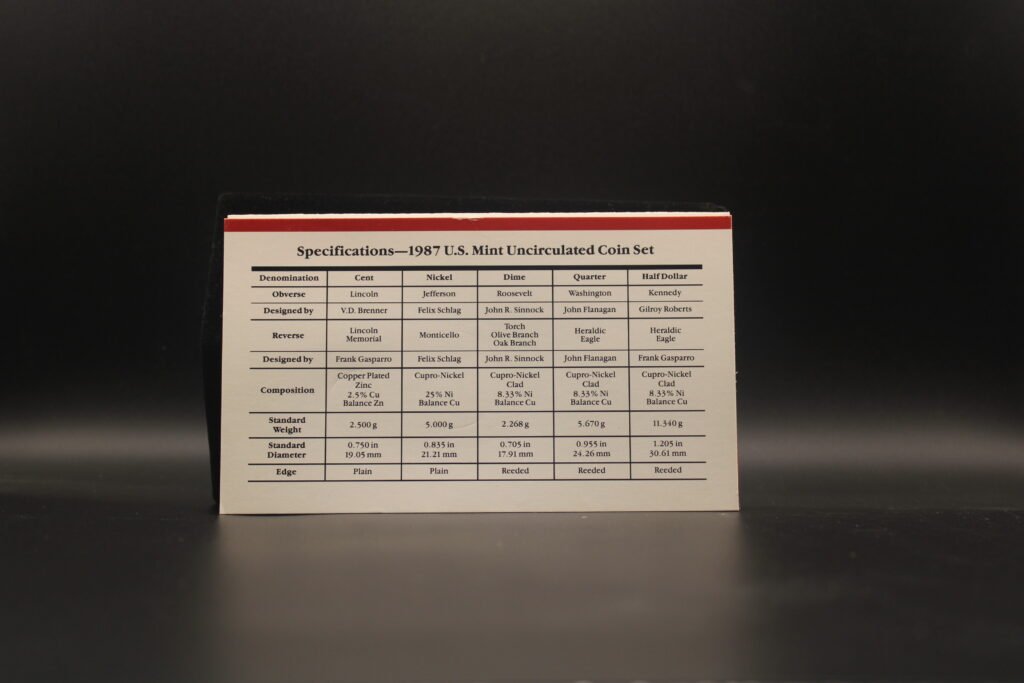 Specifications—1987 U.S. Mint Uncirculated Coin Set
Denomination Cent Nickel Dime Quarter Half Dollar
Obverse Lincoln Jefferson Roosevelt Washington Kennedy
Designed by V.D. Brenner Felix Schlag John R. Sinnock John Flanagan Gilroy Roberts
Reverse Lincoln Memorial Monticello Torch Olive Branch Oak Branch Heraldic Eagle Heraldic Eagle
Designed by Frank Gasparro Felix Schlag John R. Sinnock John Flanagan Frank Gasparro
Composition Copper Plated Zinc 2.5% Cu Balance Zn Cupro-Nickel 25% Ni Balance Cu Cupro-Nickel Clad 8.33% Ni Balance Cu Cupro-Nickel Clad 8.33% Ni Balance Cu Cupro-Nickel Clad 8.33% Ni Balance Cu
Standard Weight 2.500 g 5.000 g 2.268 g 5.670 g 11.340 g
Standard Diameter 0.750 in 19.05 mm 0.835 in 21.21 mm 0.705 in 17.91 mm 0.955 in 24.26 mm 1.205 in 30.61 mm
Edge Plain Plain Reeded Reeded Reeded